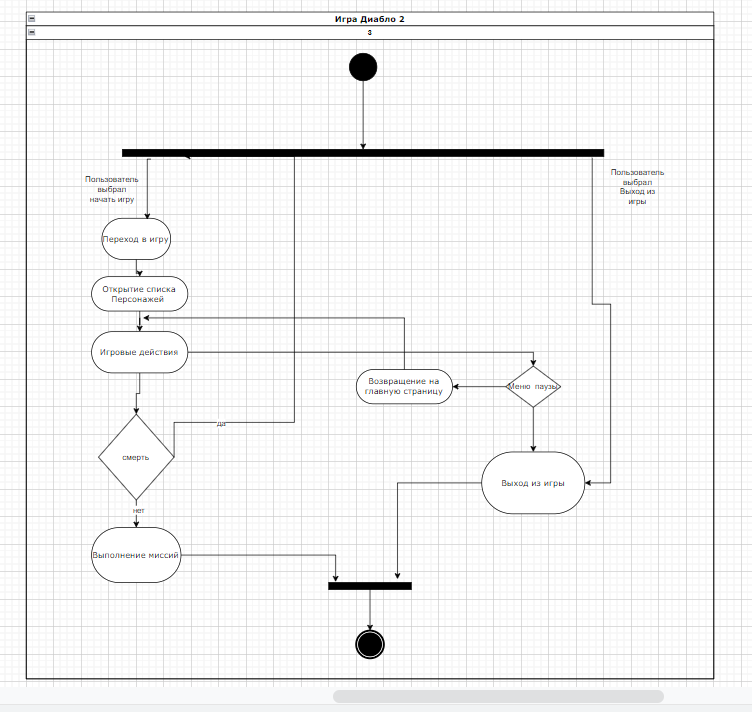 Игра Диабло 2
3
Пользователь
выбрал
начать игру
Пользователь
выбрал
Выход из
игры
Переход в игру
Открытие списка
Персонажей
Игровые действия
Возвращение на
главную страницу
Меню паузы
да
смерть
Выход из игры
нет
Выполнение миссий